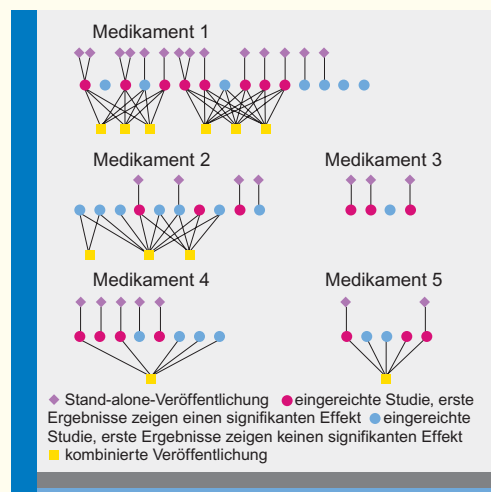 Medikament 1
Medikament 2
Medikament 3
Medikament 4
Medikament 5
Stand-alone-Veröffentlichung eingereichte Studie, erste
Ergebnisse zeigen einen signifikanten Effekt eingereichte
Studie, erste Ergebnisse zeigen keinen signifikanten Effekt
kombinierte Veröffentlichung